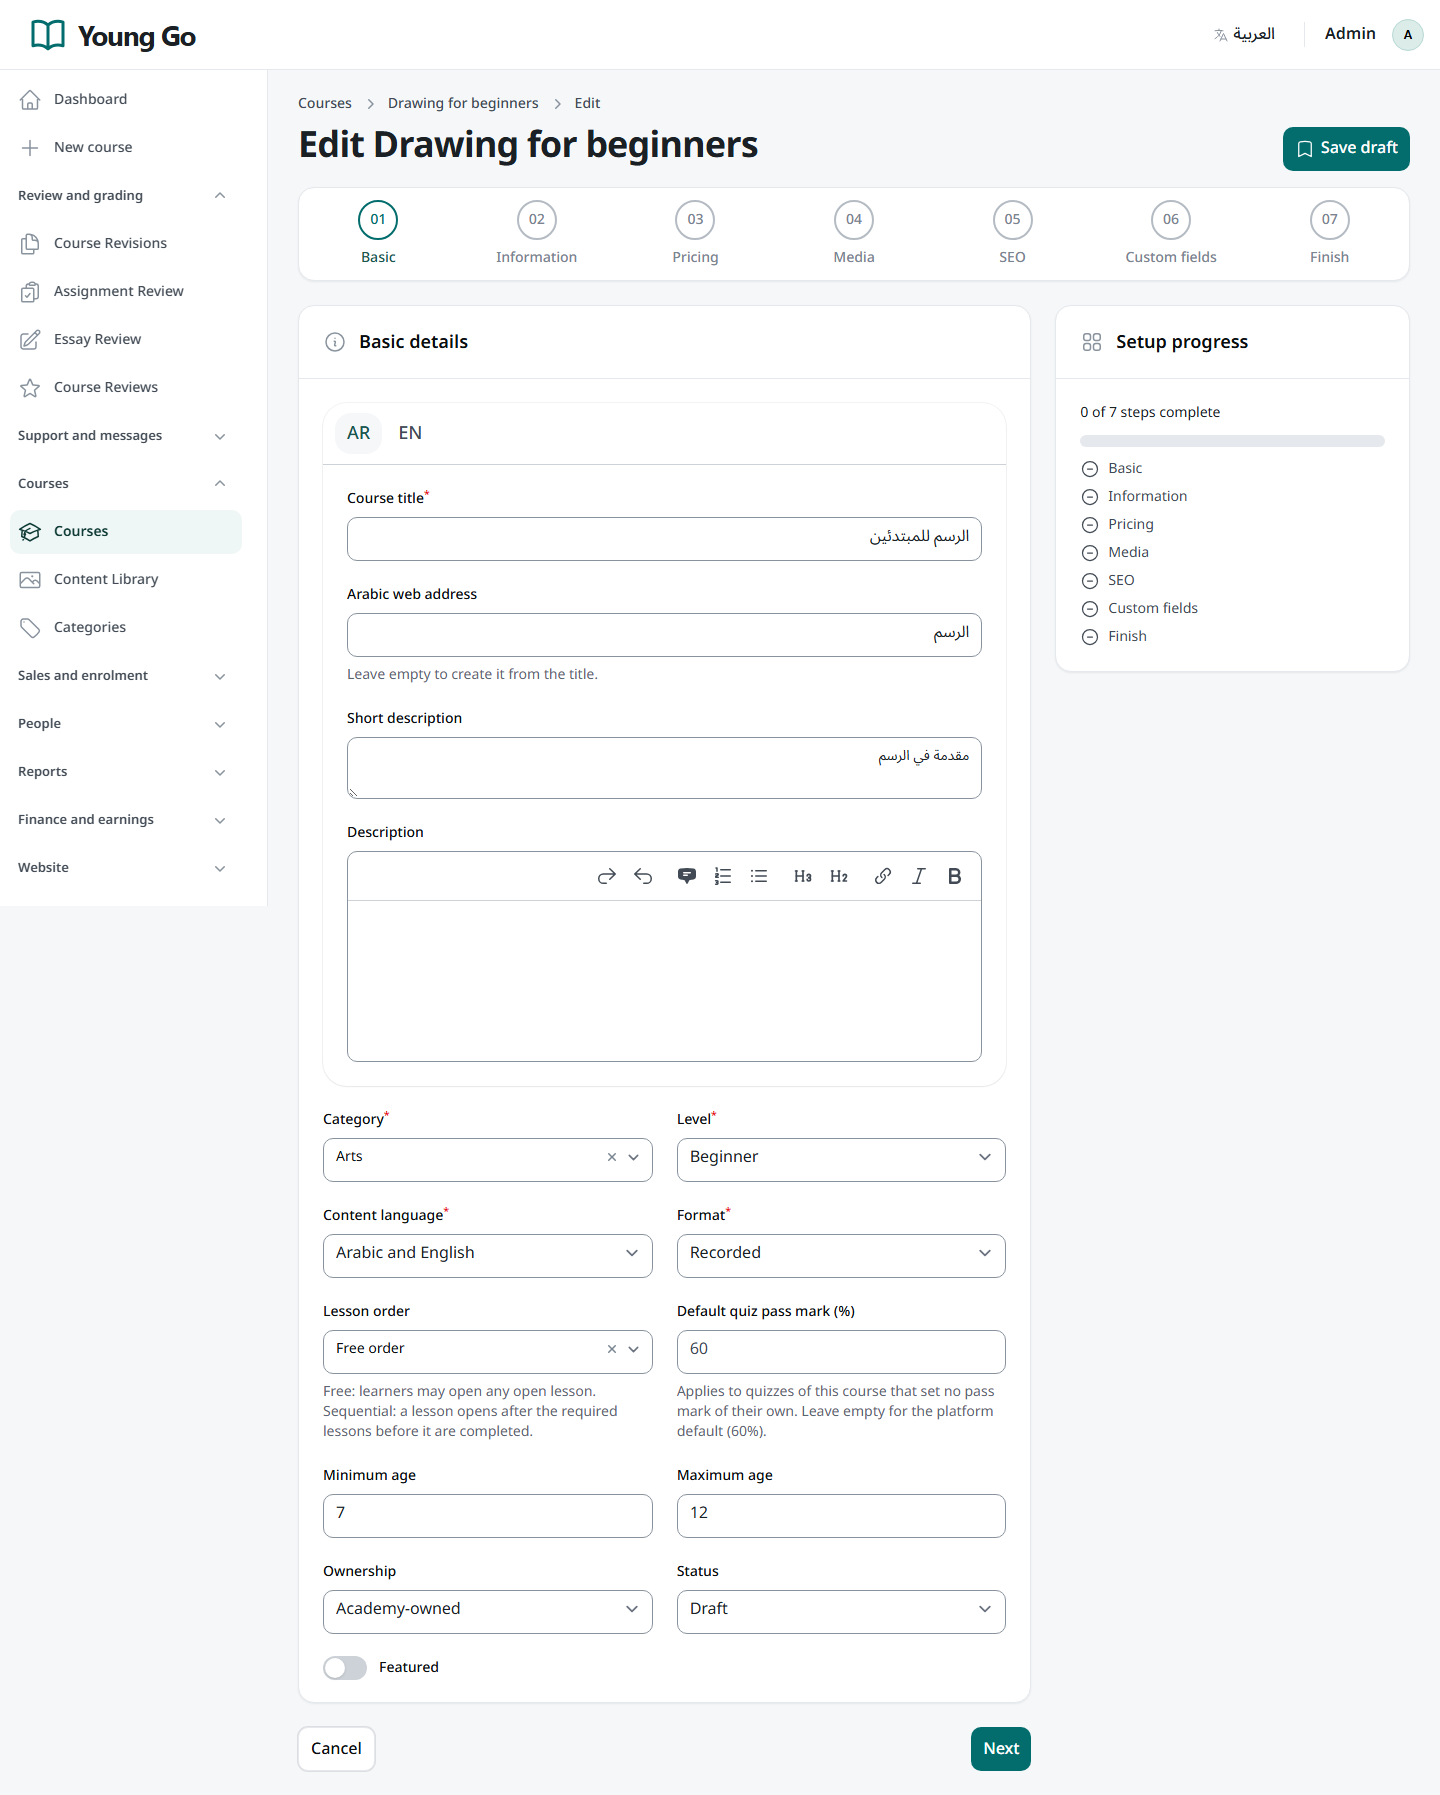 Young Go
العربية
Admin
A
Dashboard
New course
Review and grading
Course Revisions
Assignment Review
Essay Review
Course Reviews
Support and messages
Courses
Courses
Content Library
Categories
Sales and enrolment
People
Reports
Finance and earnings
Website
Courses > Drawing for beginners > Edit
Edit Drawing for beginners
Save draft
01 Basic
02 Information
03 Pricing
04 Media
05 SEO
06 Custom fields
07 Finish
Basic details
AR EN
Course title*
الرسم للمبتدئين
Arabic web address
الرسم
Leave empty to create it from the title.
Short description
مقدمة في الرسم
Description
H3 H2 I B
Category*
Arts
Level*
Beginner
Content language*
Arabic and English
Format*
Recorded
Lesson order
Free order
Free: learners may open any open lesson.
Sequential: a lesson opens after the required
lessons before it are completed.
Default quiz pass mark (%)
60
Applies to quizzes of this course that set no pass
mark of their own. Leave empty for the platform
default (60%).
Minimum age
7
Maximum age
12
Ownership
Academy-owned
Status
Draft
Featured
Cancel
Next
Setup progress
0 of 7 steps complete
Basic
Information
Pricing
Media
SEO
Custom fields
Finish